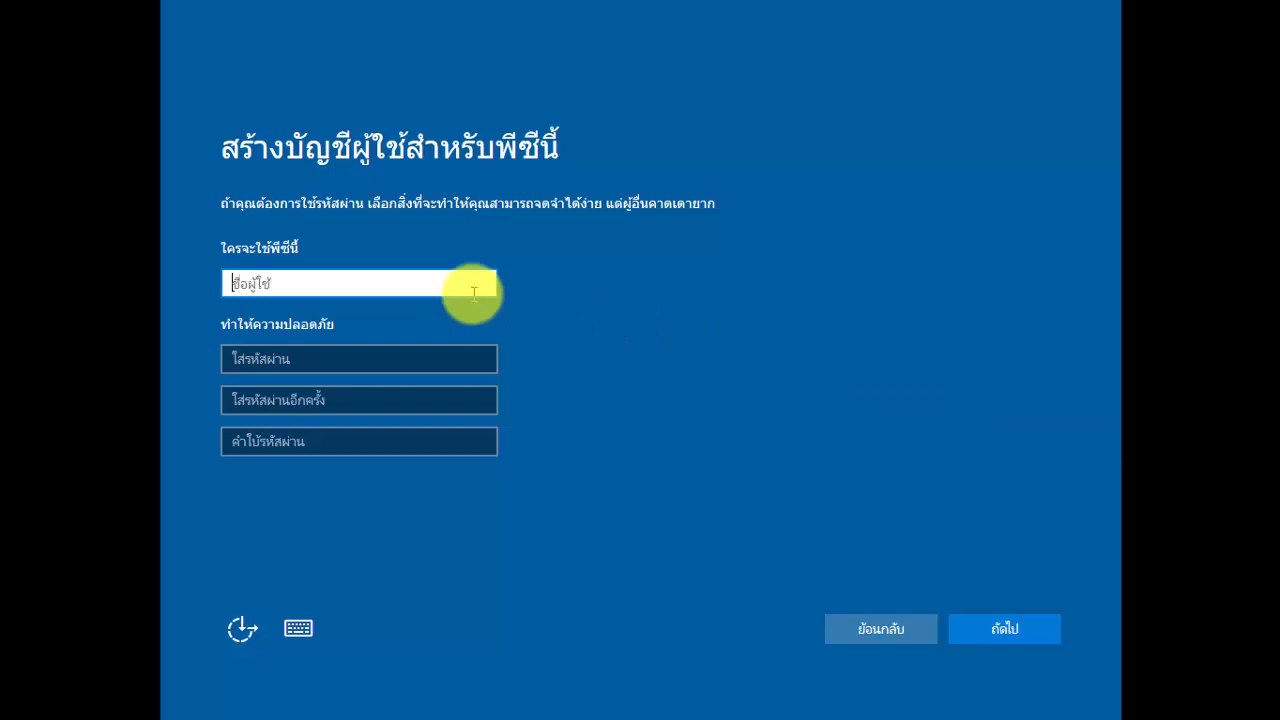 สร้างบัญชีผู้ใช้สำหรับพีซีนี้
ถ้าคุณต้องการใช้รหัสผ่าน เลือกสิ่งที่จะทำให้คุณสามารถจดจำได้ง่าย แต่ผู้อื่นคาดเดายาก
ใครจะใช้พีซีนี้
ชื่อผู้ใช้
ทำให้ความปลอดภัย
ใส่รหัสผ่าน
ใส่รหัสผ่านอีกครั้ง
คำใบ้รหัสผ่าน
ย้อนกลับ
ถัดไป